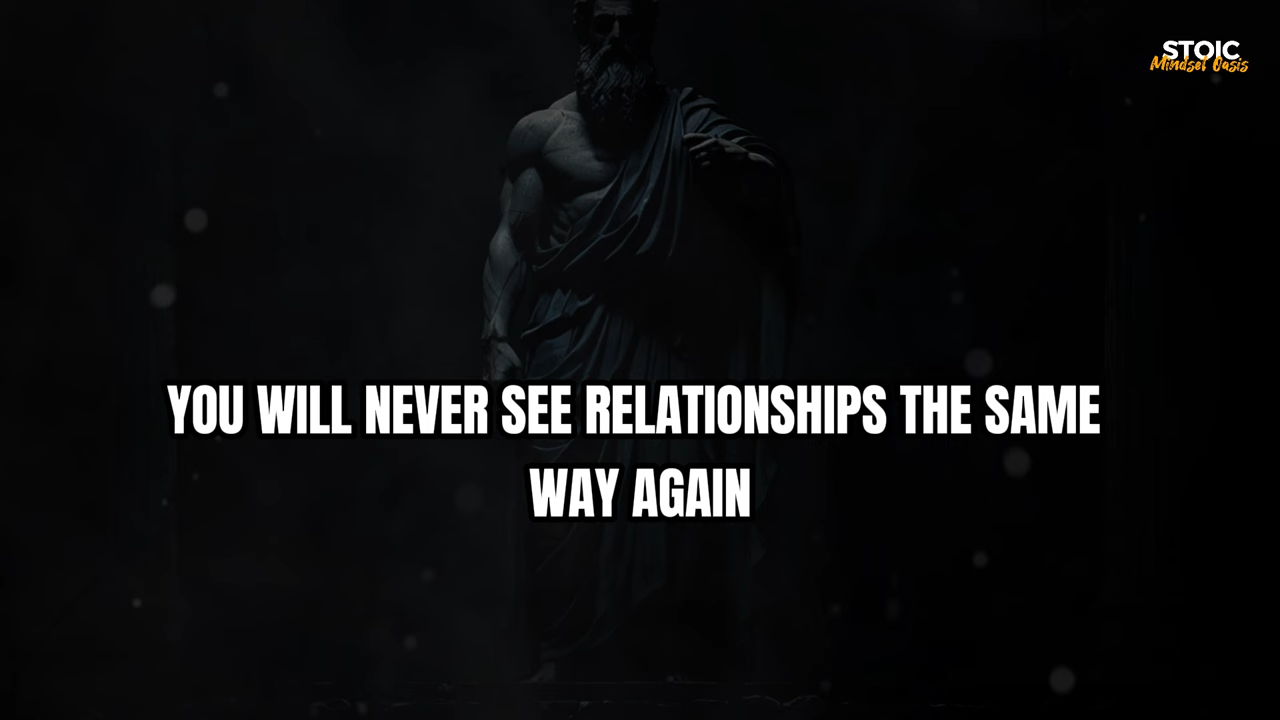 STOIC
Mindset Oasis
YOU WILL NEVER SEE RELATIONSHIPS THE SAME
WAY AGAIN